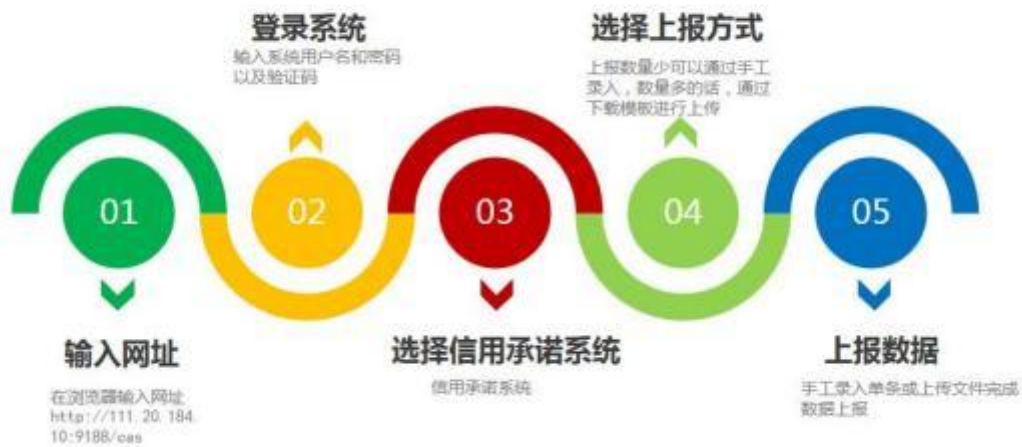 登录系统
输入系统用户名和密码
以及验证码
选择上报方式
上报数量少可以通过手工
录入，数量多的话，通过
下载模板进行上传
01
02
03
04
05
输入网址
在浏览器输入网址
http://111.20.184.
10:9188/oas
选择信用承诺系统
信用承诺系统
上报数据
手工录入单条或上传文件完成
数据上报